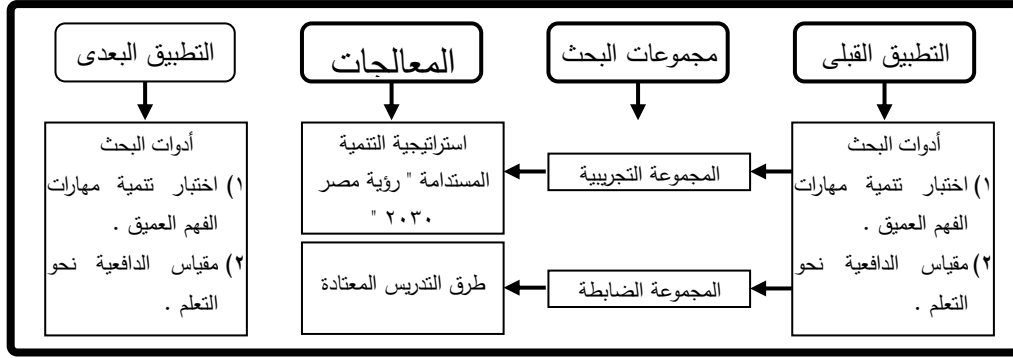 التطبيق القبلى
مجموعات البحث
المعالجات
التطبيق البعدى
أدوات البحث
١) اختبار تنمية مهارات
الفهم العميق .
٢) مقياس الدافعية نحو
التعلم .
المجموعة التجريبية
المجموعة الضابطة
استراتيجية التنمية
المستدامة " رؤية مصر
٢٠٣٠ "
طرق التدريس المعتادة
أدوات البحث
١) اختبار تنمية مهارات
الفهم العميق .
٢) مقياس الدافعية نحو
التعلم .